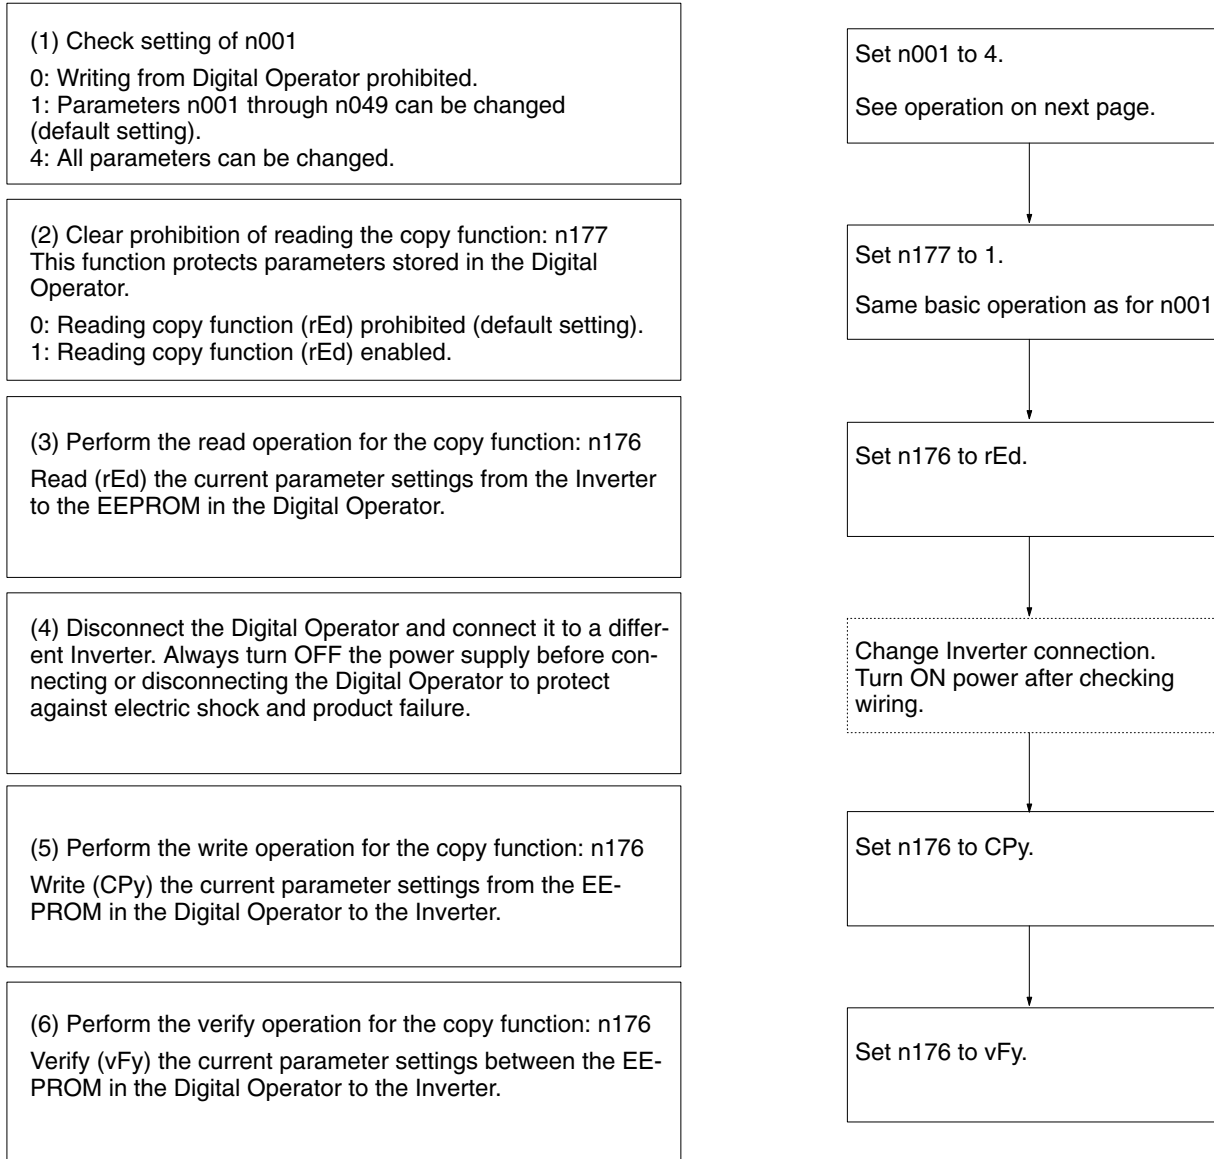 (1) Check setting of n001
0: Writing from Digital Operator prohibited.
1: Parameters n001 through n049 can be changed
(default setting).
4: All parameters can be changed.
Set n001 to 4.
See operation on next page.
(2) Clear prohibition of reading the copy function: n177
This function protects parameters stored in the Digital
Operator.
0: Reading copy function (rEd) prohibited (default setting).
1: Reading copy function (rEd) enabled.
Set n177 to 1.
Same basic operation as for n001
(3) Perform the read operation for the copy function: n176
Read (rEd) the current parameter settings from the Inverter
to the EEPROM in the Digital Operator.
Set n176 to rEd.
(4) Disconnect the Digital Operator and connect it to a differ-
ent Inverter. Always turn OFF the power supply before con-
necting or disconnecting the Digital Operator to protect
against electric shock and product failure.
Change Inverter connection.
Turn ON power after checking
wiring.
(5) Perform the write operation for the copy function: n176
Write (CPy) the current parameter settings from the EE-
PROM in the Digital Operator to the Inverter.
Set n176 to CPy.
(6) Perform the verify operation for the copy function: n176
Verify (vFy) the current parameter settings between the EE-
PROM in the Digital Operator to the Inverter.
Set n176 to vFy.